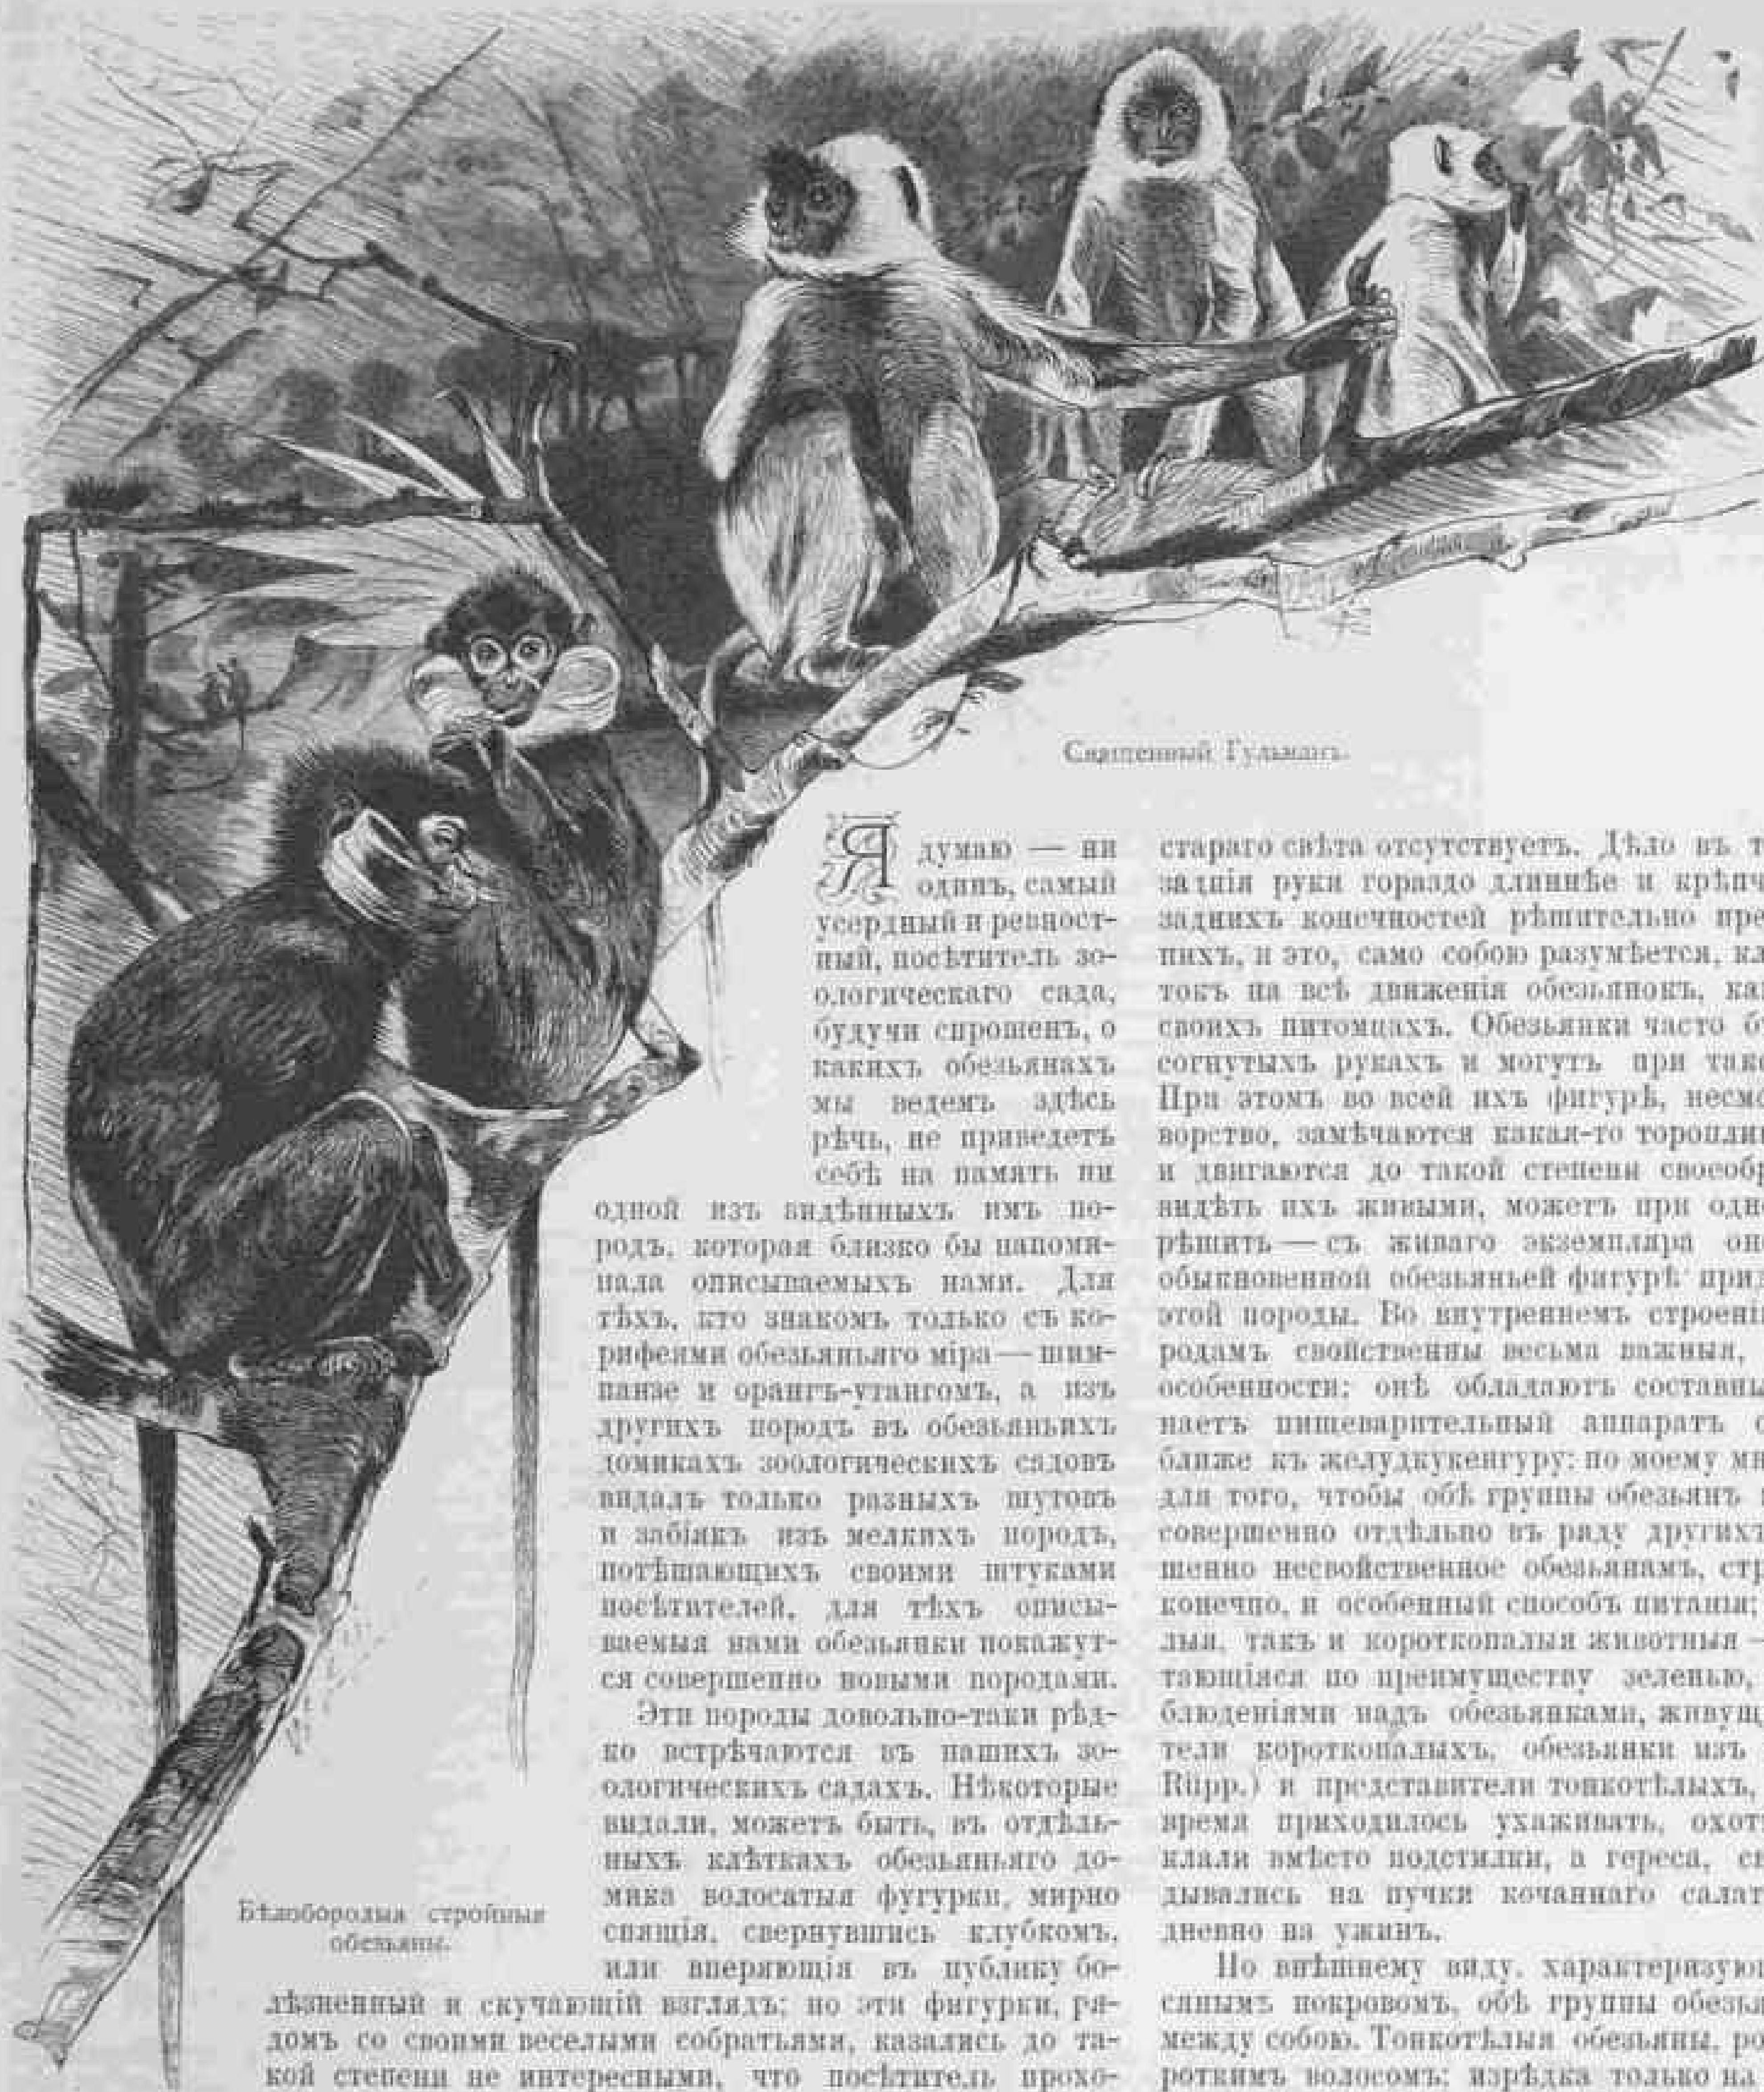 Священный Гульманъ.
Я думаю — ни
одинъ, самый
усердный и ревност-
ный, посѣтитель зо-
ологическаго сада,
будучи спрошенъ, о
какихъ обезьянахъ
мы ведемъ здѣсь
рѣчь, не приведетъ
себѣ на память ни
одной изъ видѣнныхъ имъ по-
родъ, которая близко бы напоми-
нала описываемыхъ нами. Для
тѣхъ, кто знакомъ только съ ко-
рифеями обезьяньяго міра — шим-
панзе и орангъ-утангомъ, а изъ
другихъ породъ въ обезьяньихъ
домикахъ зоологическихъ садовъ
видалъ только разныхъ шутовъ
и забіякъ изъ мелкихъ породъ,
потѣшающихъ своими штуками
посѣтителей, для тѣхъ описы-
ваемыя нами обезьянки покажут-
ся совершенно новыми породами.
Эти породы довольно-таки рѣд-
ко встрѣчаются въ нашихъ зо-
ологическихъ садахъ. Нѣкоторые
видали, можетъ быть, въ отдѣль-
ныхъ клѣткахъ обезьяньяго до-
мика волосатыя фугурки, мирно
спящія, свернувшись клубкомъ,
или вперяющія въ публику бо-
лѣзненный и скучающій взглядъ; но эти фигурки, ря-
домъ со своими веселыми собратьями, казались до та-
кой степени не интересными, что посѣтитель прохо-
Бѣлобородыя стройныя
обезьяны.
стараго свѣта отсутствуетъ. Дѣло въ т
заднія руки гораздо длиннѣе и крѣпч
заднихъ конечностей рѣшительно пре
нихъ, и это, само собою разумѣется, кл
токъ на всѣ движенія обезьянокъ, как
своихъ питомцахъ. Обезьянки часто б
согнутыхъ рукахъ и могутъ при тако
При этомъ во всей ихъ фигурѣ, несмо
ворство, замѣчаются какая-то тороплив
и двигаются до такой степени своеобр
видѣть ихъ живыми, можетъ при одно
рѣшить — съ живаго экземпляра он
обыкновенной обезьяньей фигурѣ при
этой породы. Во внутреннемъ строені
родамъ свойственны весьма важныя,
особенности: онѣ обладаютъ составны
наетъ пищеварительный аппаратъ о
ближе къ желудкукенгуру; по моему мн
для того, чтобы обѣ группы обезьянъ
совершенно отдѣльно въ ряду другихъ
шенно несвойственное обезьянамъ, стр
конечно, и особенный способъ питанья;
лыя, такъ и короткопалыя животныя —
тающіяся по преимуществу зеленью,
блюденіями надъ обезьянками, живущ
тели короткопалыхъ, обезьянки изъ
Rüpp.) и представители тонкотѣлыхъ,
время приходилось ухаживать, охот
клали вмѣсто подстилки, а гереса, св
дывались на пучки кочаннаго салат
дневно на ужинъ.
По внѣшнему виду, характеризую
сянымъ покровомъ, обѣ группы обезья
между собою. Тонкотѣлыя обезьяны, ро
роткимъ волосомъ; изрѣдка только на